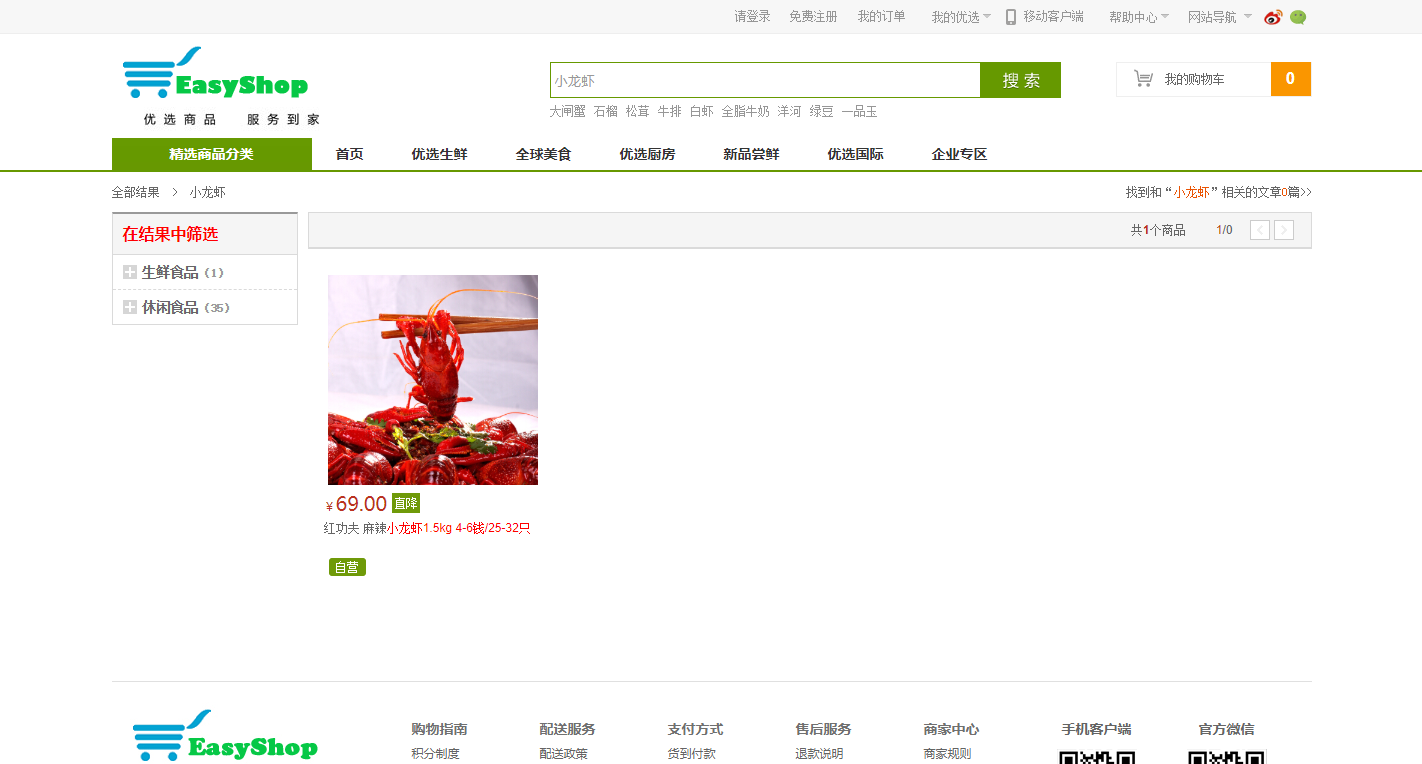 请登录 免费注册 我的订单 我的优选 移动客户端 帮助中心 网站导航
EasyShop
优选商品 服务到家
小龙虾 搜 索
我的购物车 0
大闸蟹 石榴 松茸 牛排 白虾 全脂牛奶 洋河 绿豆 一品玉
精选商品分类 首页 优选生鲜 全球美食 优选厨房 新品尝鲜 优选国际 企业专区
全部结果 > 小龙虾
找到和“小龙虾”相关的文章0篇>>
在结果中筛选
生鲜食品（1）
休闲食品（35）
共1个商品 1/0 < >
¥69.00 直降
红功夫 麻辣小龙虾1.5kg 4-6钱/25-32只
自营
EasyShop
购物指南 配送服务 支付方式 售后服务 商家中心 手机客户端 官方微信
积分制度 配送政策 货到付款 退款说明 商家规则